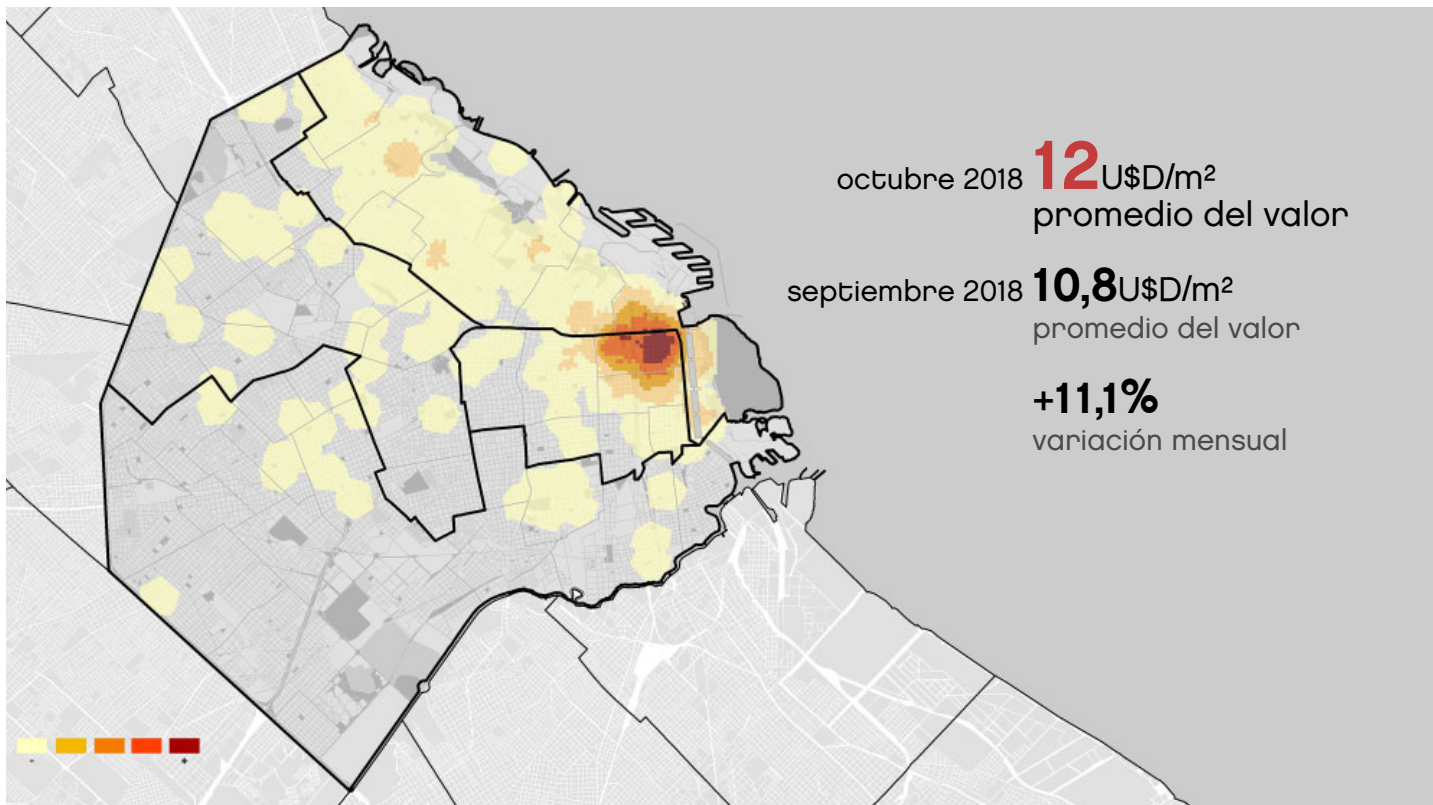 octubre 2018 12U$D/m²
promedio del valor
septiembre 2018 10,8U$D/m²
promedio del valor
+11,1%
variación mensual
- +